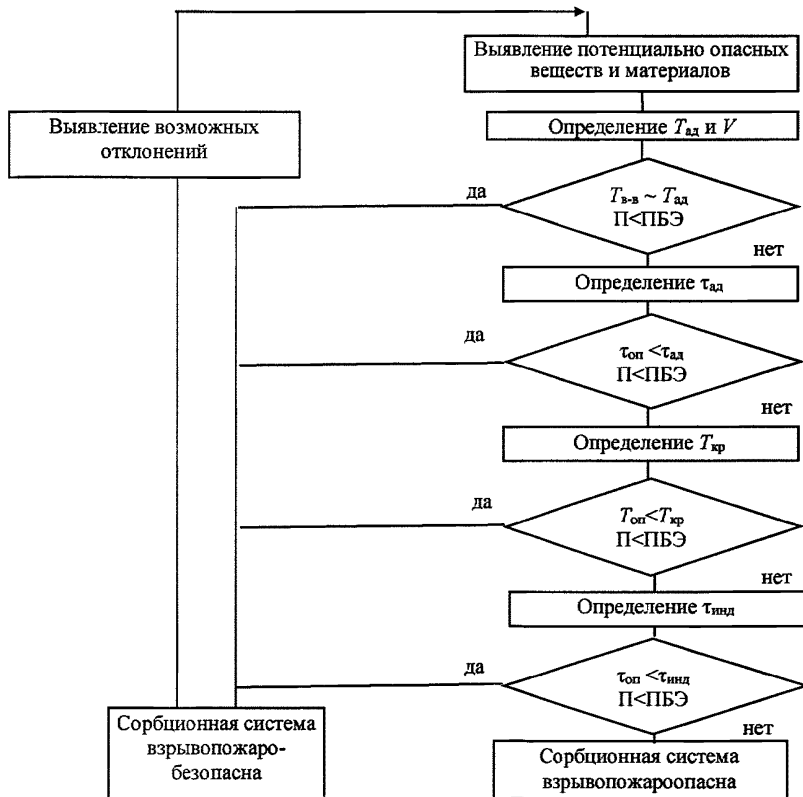 Выявление потенциально опасных
веществ и материалов
Выявление возможных
отклонений
Определение Tад и V
да
Tв-в ~ Tад
П<ПБЭ
нет
Определение τад
да
τоп <τад
П<ПБЭ
нет
Определение Tкр
да
Tоп<Tкр
П<ПБЭ
нет
Определение τинд
да
τоп <τинд
П<ПБЭ
нет
Сорбционная система
взрывопожаро-
безопасна
Сорбционная система
взрывопожароопасна